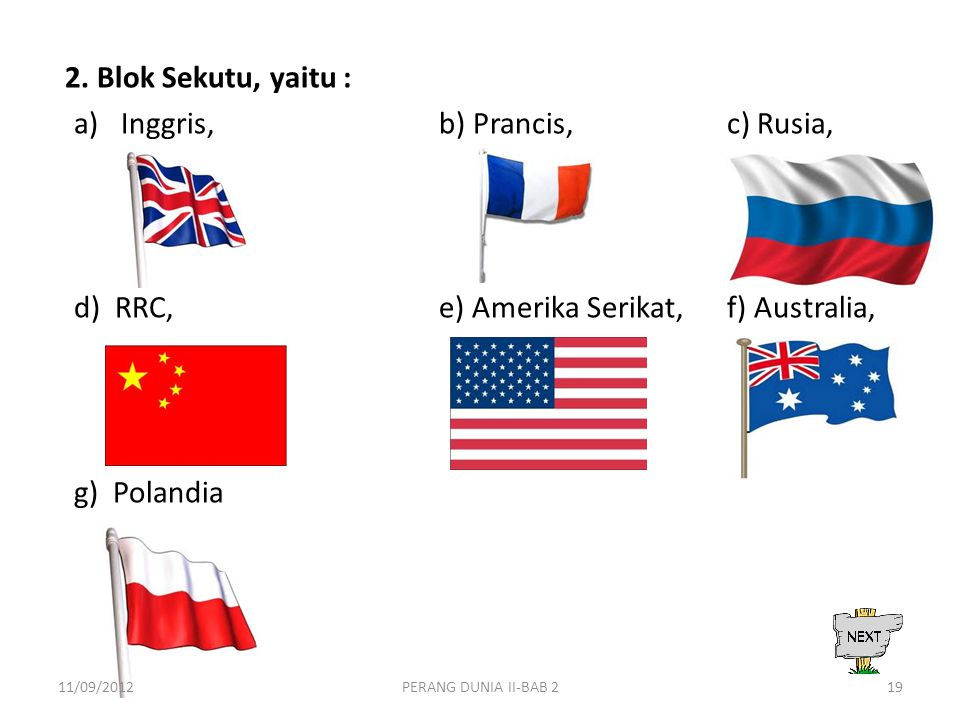 2. Blok Sekutu, yaitu :
a) Inggris, b) Prancis, c) Rusia,
d) RRC, e) Amerika Serikat, f) Australia,
g) Polandia
NEXT
11/09/2012 PERANG DUNIA II-BAB 2 19